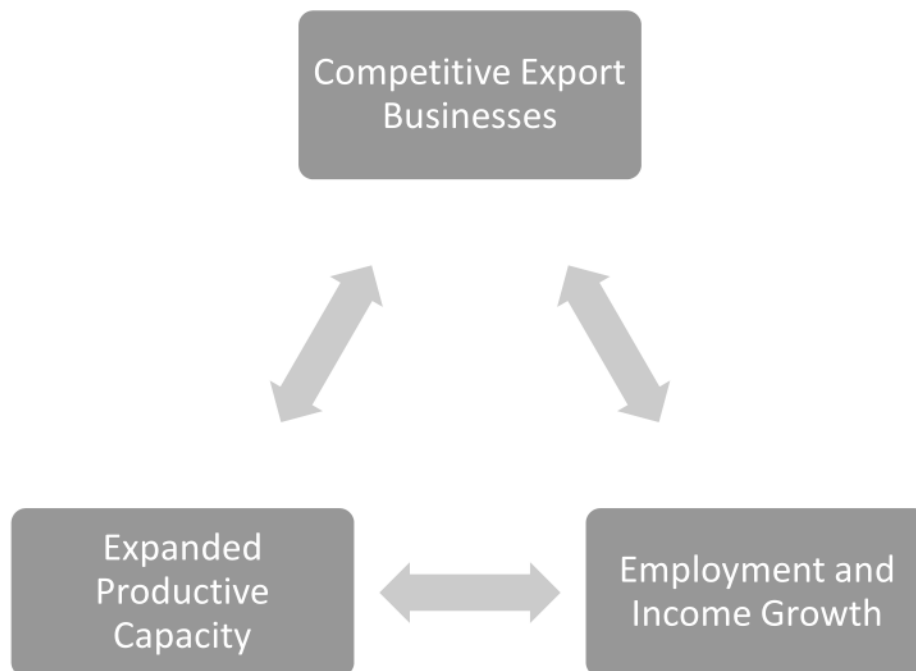 Competitive Export
Businesses
Expanded
Productive
Capacity
Employment and
Income Growth